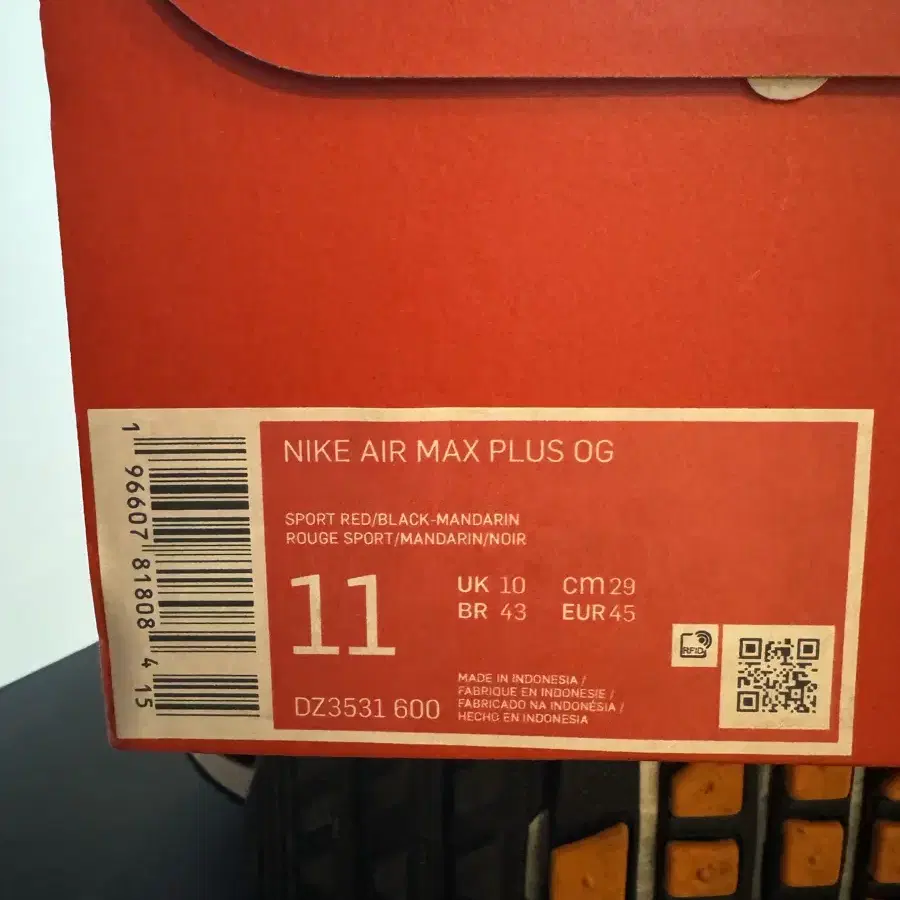 NIKE AIR MAX PLUS OG
SPORT RED/BLACK-MANDARIN
ROUGE SPORT/MANDARIN/NOIR
11
UK 10 cm 29
BR 43 EUR 45
DZ3531 600
MADE IN INDONESIA /
FABRIQUE EN INDONESIE /
FABRICADO NA INDONÉSIA /
HECHO EN INDONESIA
RFID
1 96607 81808 4 15